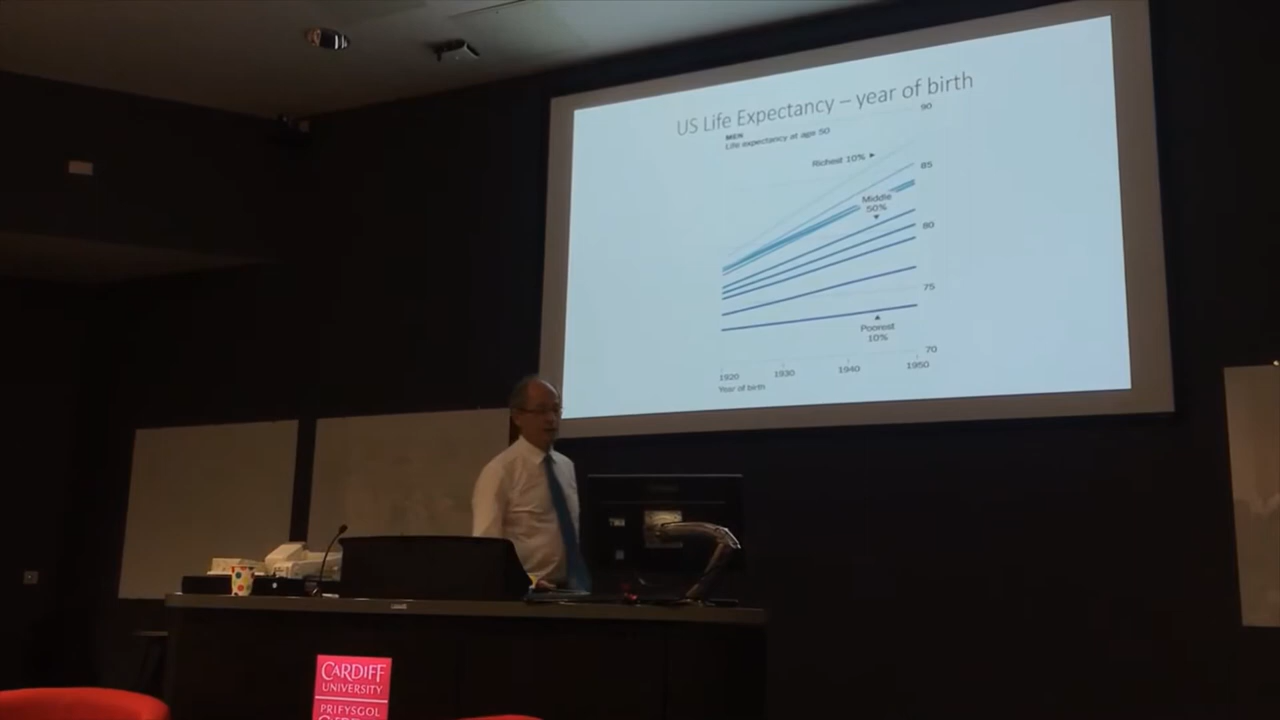 US Life Expectancy – year of birth
MEN
Life expectancy at age 50
90
Richest 10% ►
85
Middle
50%
▼
80
75
▲
Poorest
10%
70
1920 1930 1940 1950
Year of birth
CARDIFF
UNIVERSITY
PRIFYSGOL